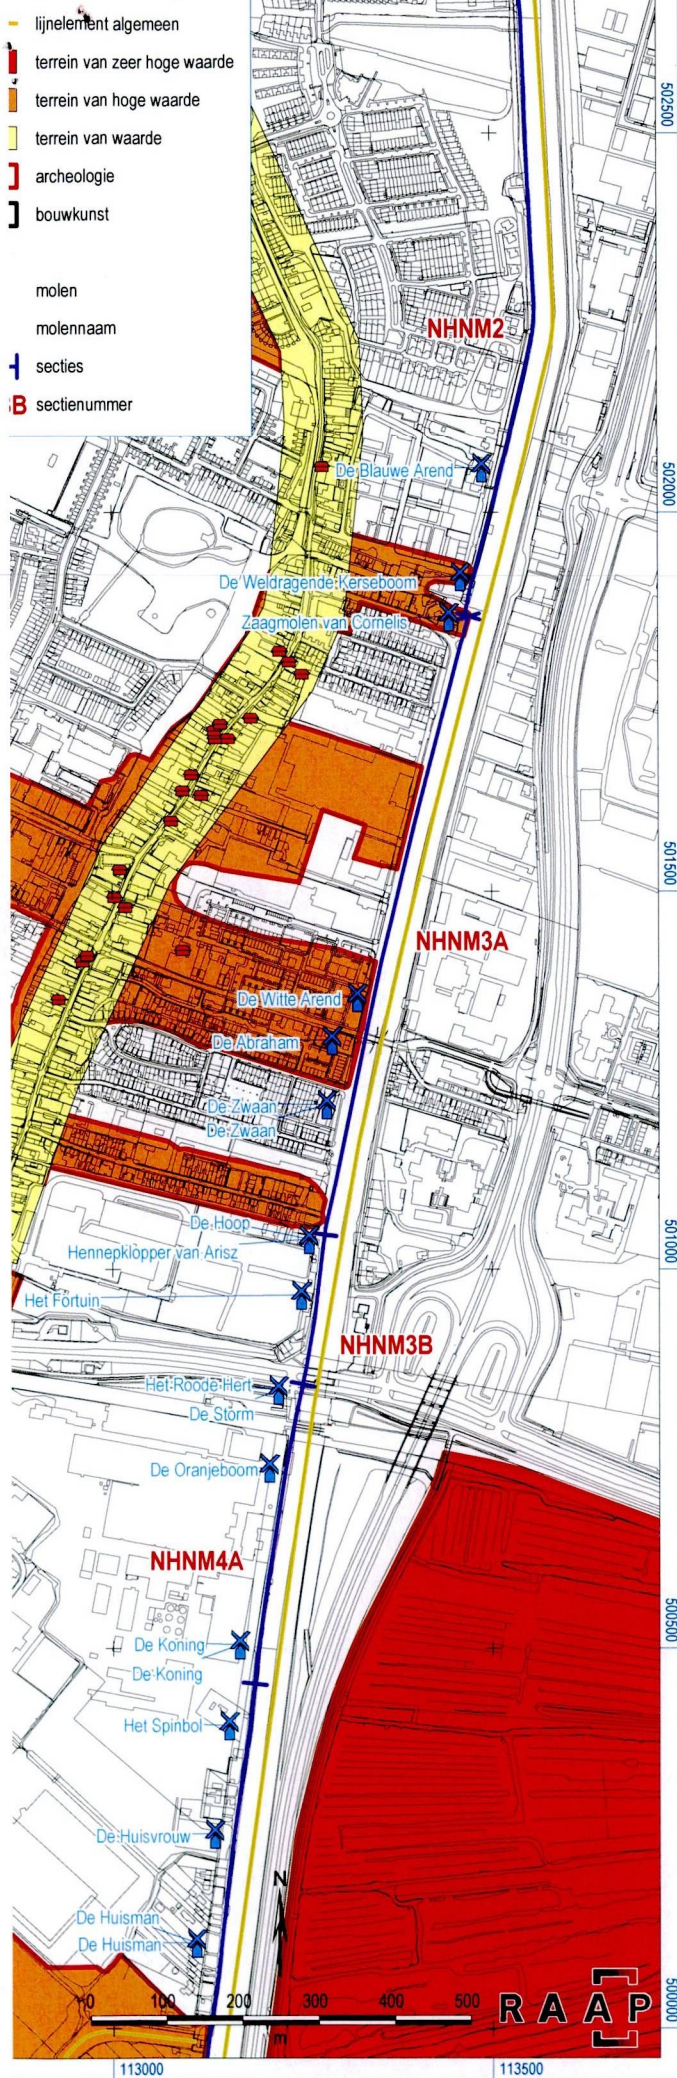 lijnelement algemeen
terrein van zeer hoge waarde
terrein van hoge waarde
terrein van waarde
archeologie
bouwkunst
molen
molennaam
secties
B sectienummer
502500
NHNM2
De Blauwe Arend
502000
De Weldragende Kerseboom
Zaagmolen van Cornelis
501500
NHNM3A
De Witte Arend
De Abraham
De Zwaan
De Zwaan
De Hoop
Hennepklopper van Arisz
501000
Het Fortuin
NHNM3B
Het Roode Hert
De Storm
De Oranjeboom
NHNM4A
500500
De Koning
De Koning
Het Spinbol
De Huisvrouw
N
De Huisman
De Huisman
0 100 200 300 400 500
m
RAAP
500000
113000
113500